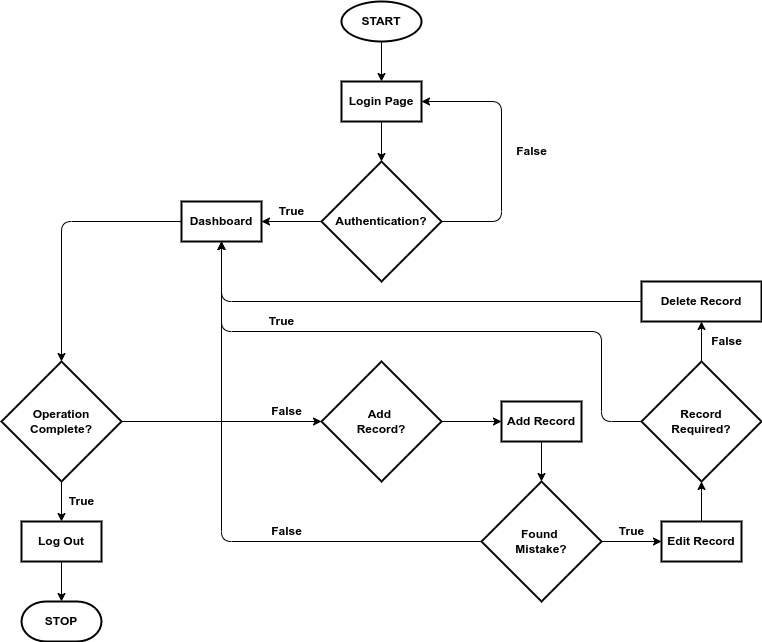 START
Login Page
False
True
Dashboard
Authentication?
Delete Record
True
False
Operation
Complete?
False
Add
Record?
Add Record
Record
Required?
True
False
Found
Mistake?
True
Edit Record
Log Out
STOP